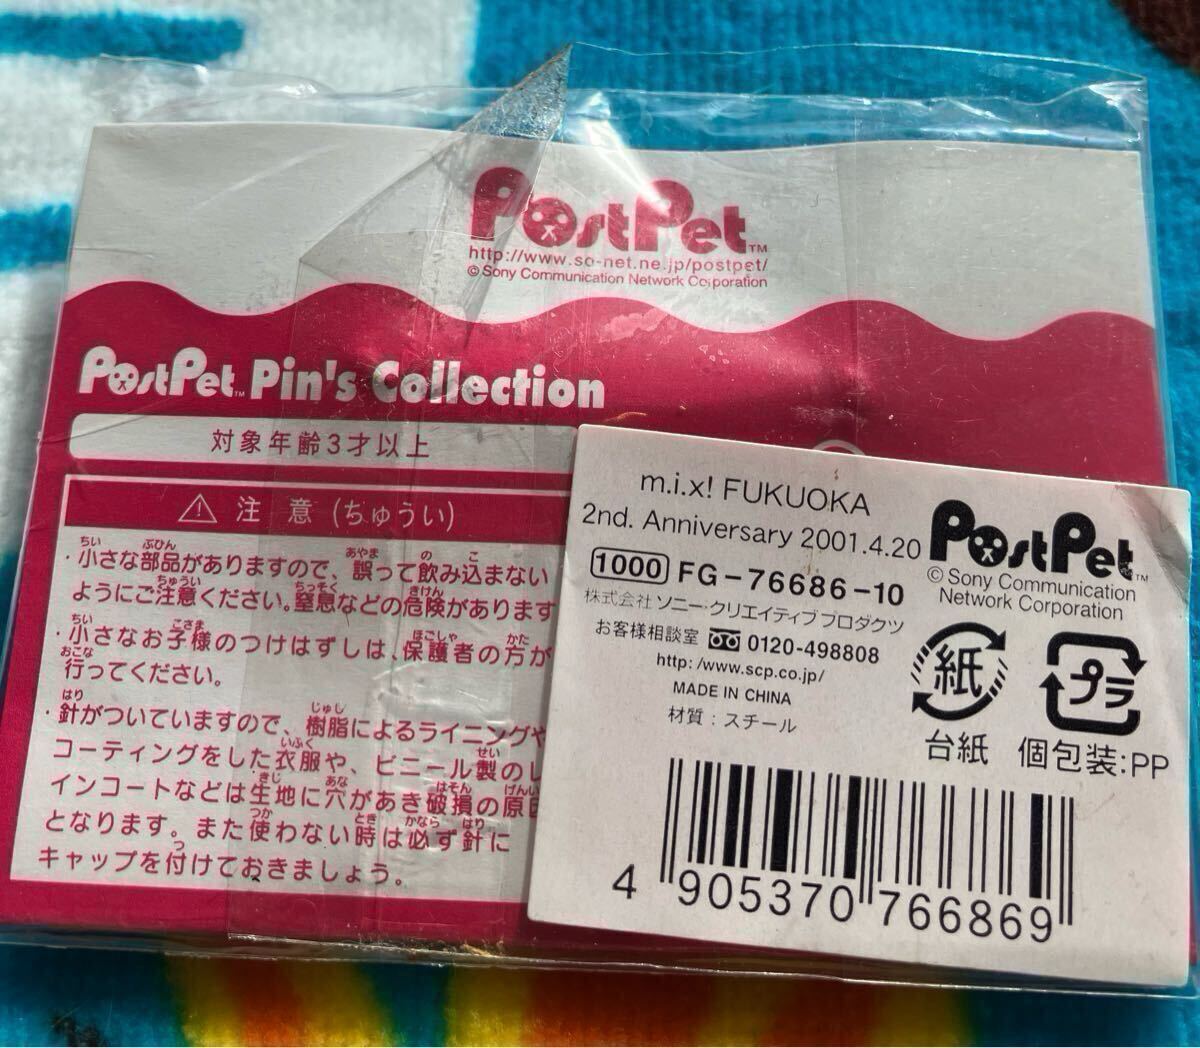 PostPet™
http://www.so-net.ne.jp/postpet/
© Sony Communication Network Corporation
PostPet™ Pin's Collection
対象年齢3才以上
⚠ 注意(ちゅうい)
・小さな部品がありますので、誤って飲み込まない
ようにご注意ください。窒息などの危険があります
・小さなお子様のつけはずしは、保護者の方が
行ってください。
・針がついていますので、樹脂によるライニングや
コーティングをした衣服や、ビニール製のレ
インコートなどは生地に穴があき破損の原因
となります。また使わない時は必ず針に
キャップを付けておきましょう。
m.i.x! FUKUOKA
2nd. Anniversary 2001.4.20
1000 FG-76686-10
株式会社 ソニー・クリエイティブプロダクツ
お客様相談室 0120-498808
http: /www.scp.co.jp/
MADE IN CHINA
材質：スチール
PostPet™
© Sony Communication
Network Corporation
紙
台紙
プラ
個包装:PP
4 905370 766869